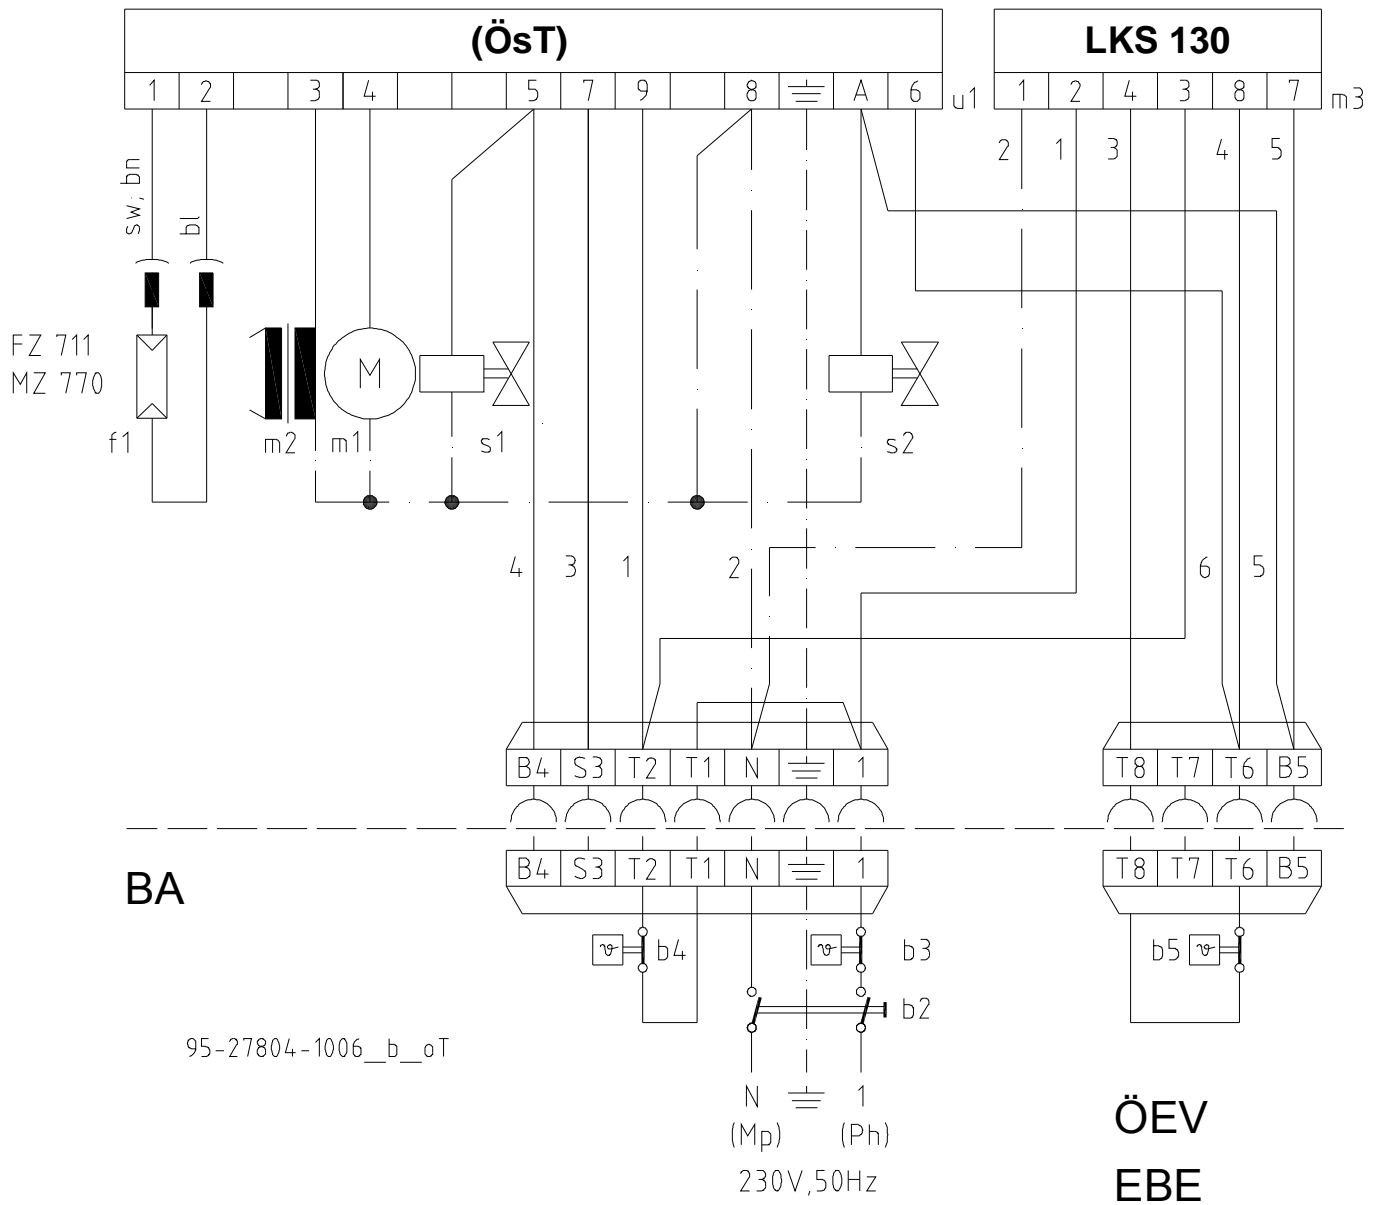 (ÖsT) LKS 130
1 2 3 4 5 7 9 8 A 6 u1 1 2 4 3 8 7 m3
2 1 3 4 5
sw; bn bl
FZ 711
MZ 770
M
f1 m2 m1 s1 s2
4 3 1 2 6 5
B4 S3 T2 T1 N 1 T8 T7 T6 B5
B4 S3 T2 T1 N 1 T8 T7 T6 B5
BA
ϑ b4 ϑ b3 b5 ϑ
b2
95-27804-1006__b__oT
N 1
(Mp) (Ph)
230V,50Hz
ÖEV
EBE